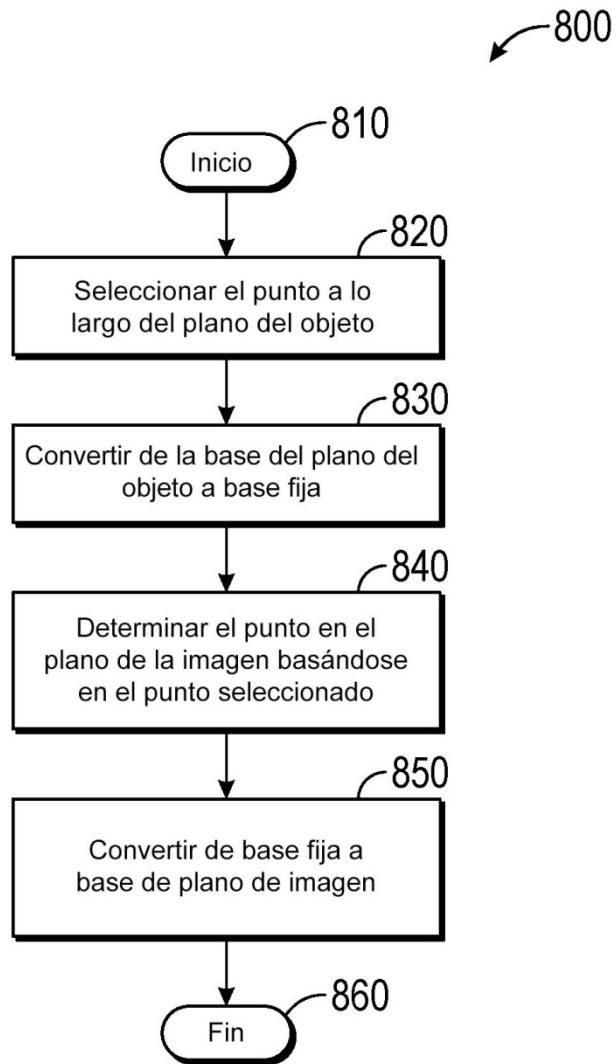 800
810
Inicio
820
Seleccionar el punto a lo
largo del plano del objeto
830
Convertir de la base del plano del
objeto a base fija
840
Determinar el punto en el
plano de la imagen basándose
en el punto seleccionado
850
Convertir de base fija a
base de plano de imagen
860
Fin